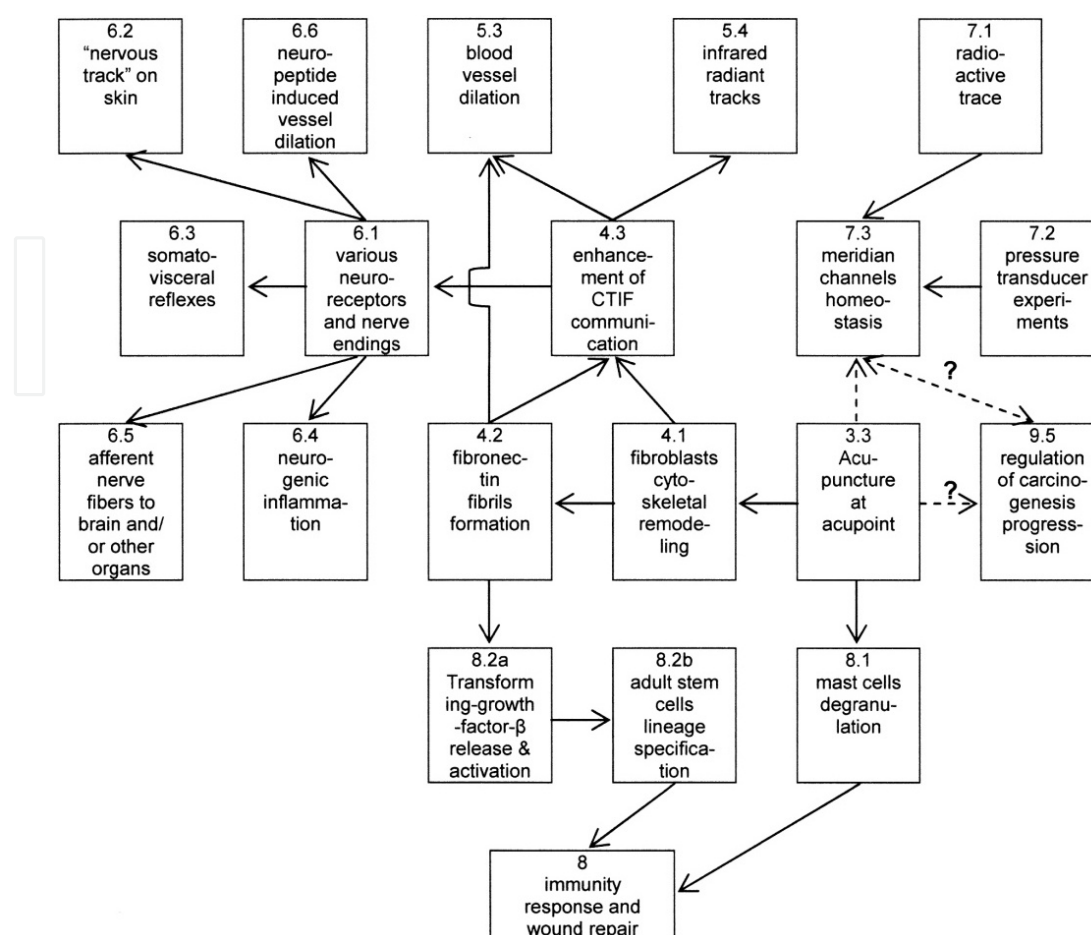 6.2
“nervous
track” on
skin
6.6
neuro-
peptide
induced
vessel
dilation
5.3
blood
vessel
dilation
5.4
infrared
radiant
tracks
7.1
radio-
active
trace
6.3
somato-
visceral
reflexes
6.1
various
neuro-
receptors
and nerve
endings
4.3
enhance-
ment of
CTIF
communi-
cation
7.3
meridian
channels
homeo-
stasis
7.2
pressure
transducer
experi-
ments
?
6.5
afferent
nerve
fibers to
brain and/
or other
organs
6.4
neuro-
genic
inflamma-
tion
4.2
fibronec-
tin
fibrils
formation
4.1
fibroblasts
cyto-
skeletal
remode-
ling
3.3
Acu-
puncture
at
acupoint
?
9.5
regulation
of carcino-
genesis
progress-
sion
8.2a
Transform
ing-growth
-factor-β
release &
activation
8.2b
adult stem
cells
lineage
specifica-
tion
8.1
mast cells
degranu-
lation
8
immunity
response and
wound repair